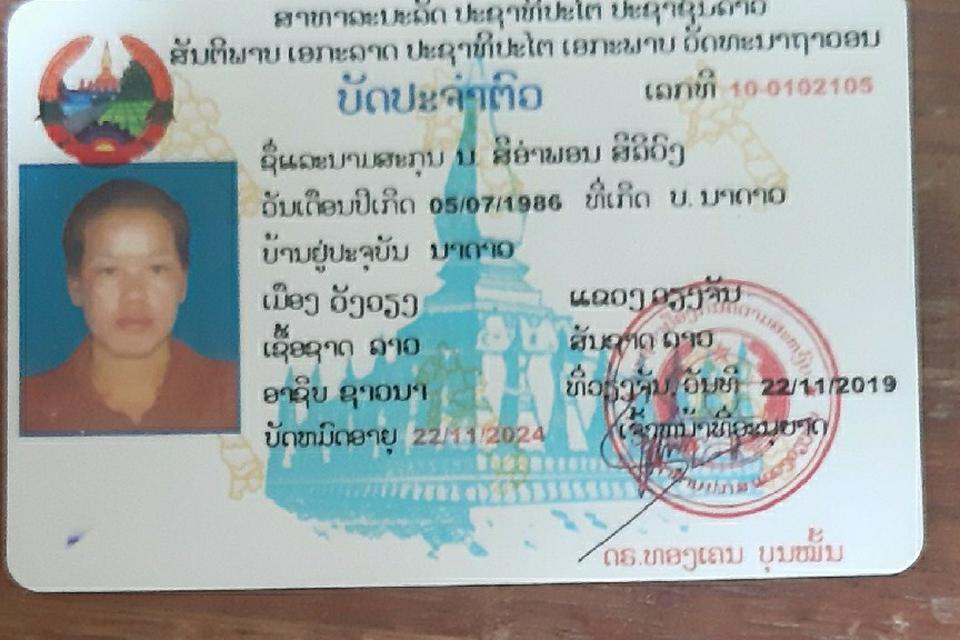 ສາທາລະນະລັດ ປະຊາທິປະໄຕ ປະຊາຊົນລາວ
ສັນຕິພາບ ເອກະລາດ ປະຊາທິປະໄຕ ເອກະພາບ ວັດທະນາຖາວອນ
ບັດປະຈຳຕົວ
ເລກທີ 10-0102105
ຊື່ແລະນາມສະກຸນ ນ. ສີອຳພອນ ສີລິວົງ
ວັນເດືອນປີເກີດ 05/07/1986 ທີ່ເກີດ ບ. ນາດາວ
ບ້ານຢູ່ປະຈຸບັນ ນາດາວ
ເມືອງ ວັງວຽງ ແຂວງ ວຽງຈັນ
ເຊື້ອຊາດ ລາວ ສັນຊາດ ລາວ
ອາຊີບ ຊາວນາ ທີ່ວຽງຈັນ, ວັນທີ 22/11/2019
ບັດຫມົດອາຍຸ 22/11/2024 ເຈົ້າຫນ້າທີ່ອະນຸຍາດ
ດຣ.ທອງເຄນ ບຸນໝັ້ນ